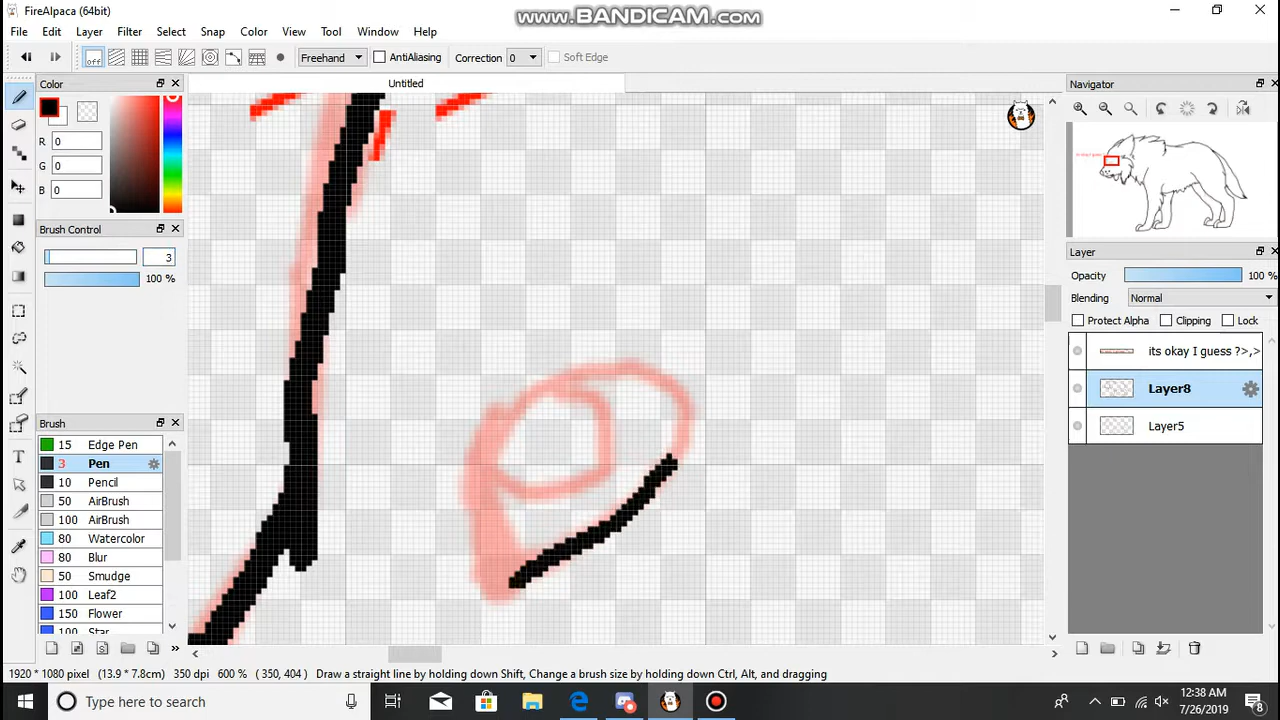 FireAlpaca (64bit)
www.BANDICAM.com
File Edit Layer Filter Select Snap Color View Tool Window Help
Freehand AntiAliasing Correction 0 Soft Edge
Color
Untitled
Navigator
R 0
G 0
B 0
Brush Control
3
100 %
Layer
Opacity 100 %
Blending Normal
Protect Alpha Clipping Lock
its okay I guess ?>,>
Layer8
Layer5
Brush
15 Edge Pen
3 Pen
10 Pencil
50 AirBrush
100 AirBrush
80 Watercolor
80 Blur
50 Smudge
100 Leaf2
150 Flower
100 Star
1920 * 1080 pixel (13.9 * 7.8cm) 350 dpi 600 % ( 350, 404 ) Draw a straight line by holding down Shift, Change a brush size by holding down Ctrl, Alt, and dragging
Type here to search
12:38 AM
7/26/2019
8